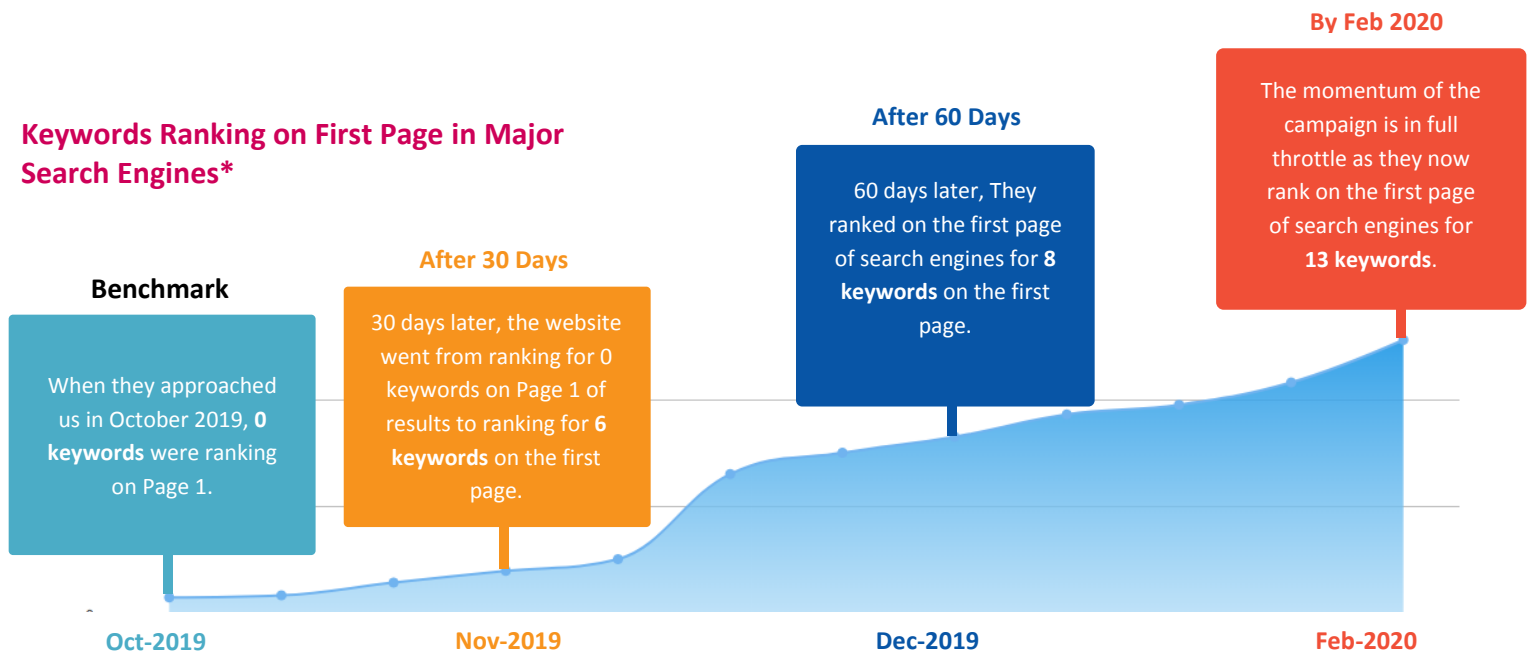 Keywords Ranking on First Page in Major
Search Engines*
Benchmark
When they approached
us in October 2019, 0
keywords were ranking
on Page 1.
After 30 Days
30 days later, the website
went from ranking for 0
keywords on Page 1 of
results to ranking for 6
keywords on the first
page.
After 60 Days
60 days later, They
ranked on the first page
of search engines for 8
keywords on the first
page.
By Feb 2020
The momentum of the
campaign is in full
throttle as they now
rank on the first page
of search engines for
13 keywords.
Oct-2019
Nov-2019
Dec-2019
Feb-2020